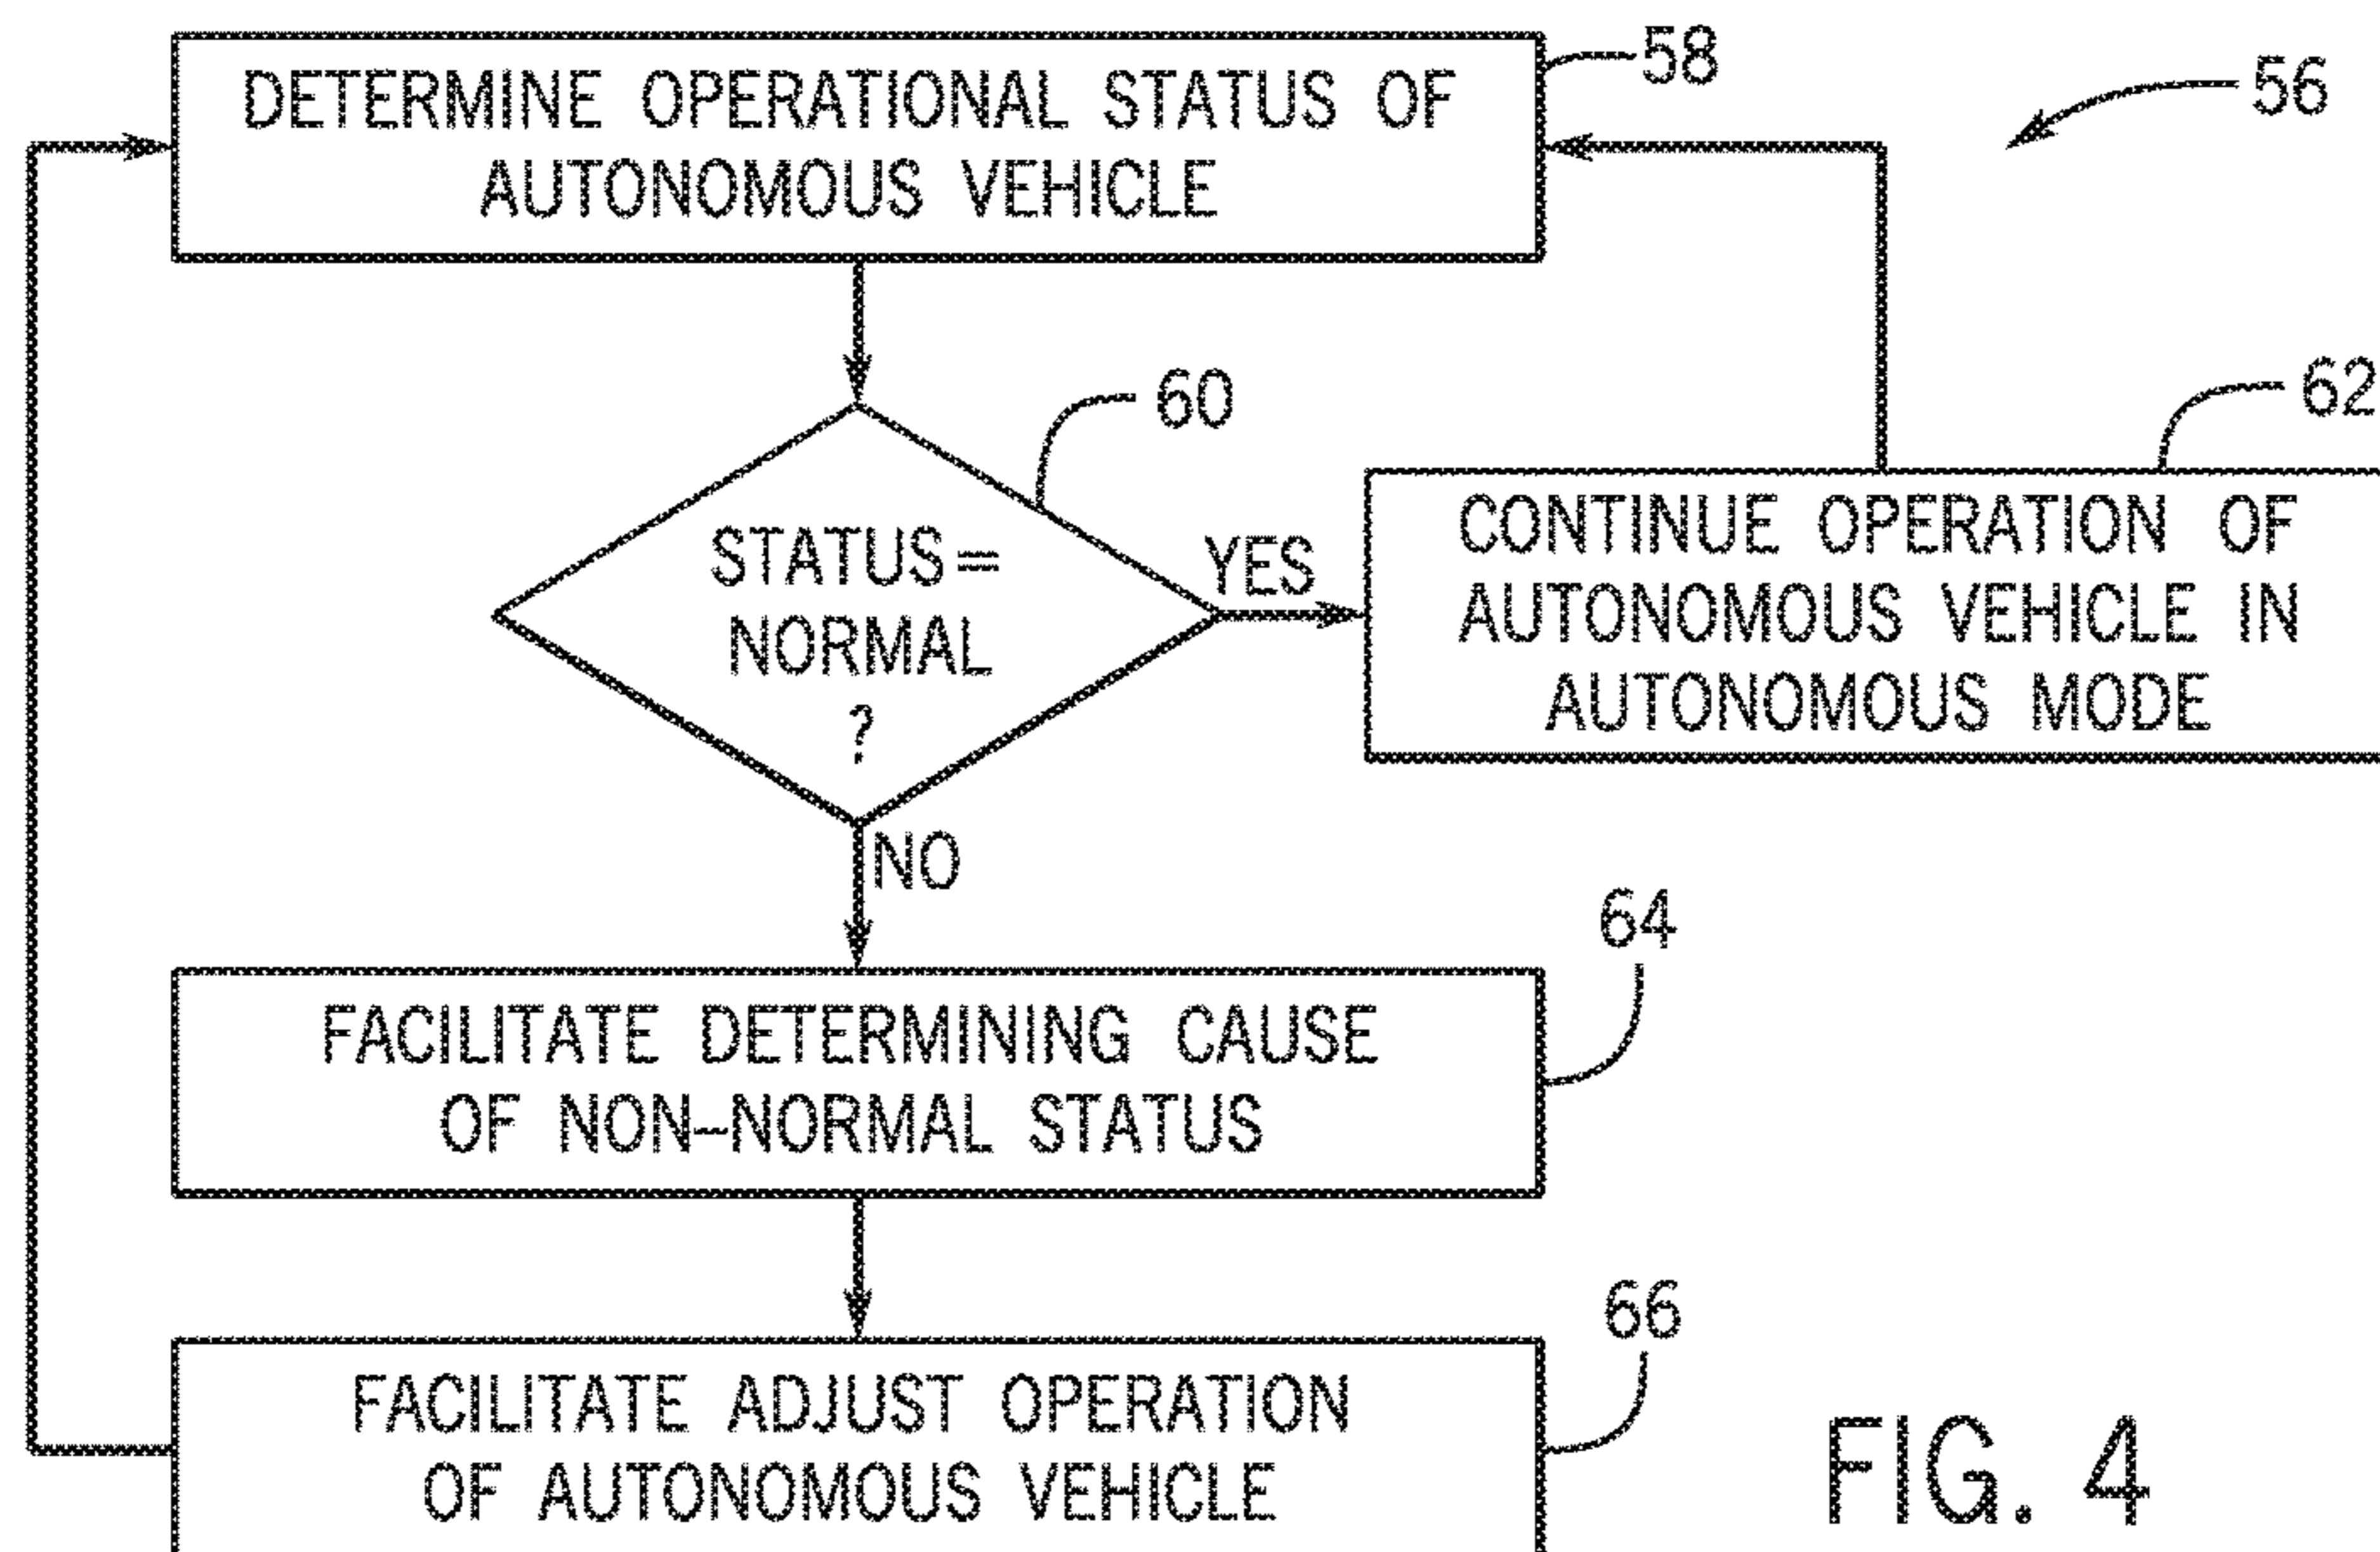 58
DETERMINE OPERATIONAL STATUS OF
AUTONOMOUS VEHICLE
56
60
STATUS=
NORMAL
?
YES
62
CONTINUE OPERATION OF
AUTONOMOUS VEHICLE IN
AUTONOMOUS MODE
NO
64
FACILITATE DETERMINING CAUSE
OF NON-NORMAL STATUS
66
FACILITATE ADJUST OPERATION
OF AUTONOMOUS VEHICLE
FIG. 4